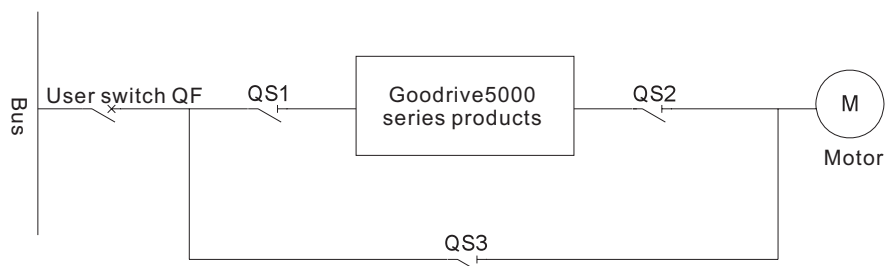 Bus
User switch QF
QS1
Goodrive5000
series products
QS2
M
Motor
QS3